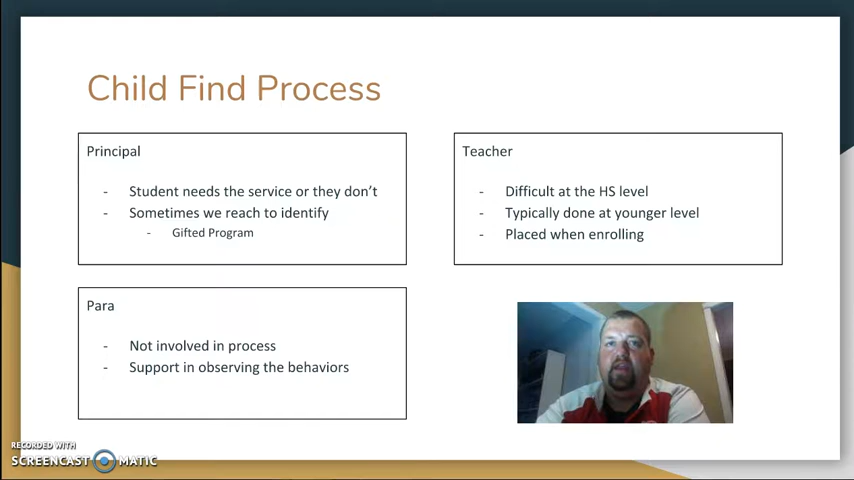 Child Find Process
Principal
- Student needs the service or they don't
- Sometimes we reach to identify
- Gifted Program
Teacher
- Difficult at the HS level
- Typically done at younger level
- Placed when enrolling
Para
- Not involved in process
- Support in observing the behaviors
RECORDED WITH
SCREENCAST MATIC